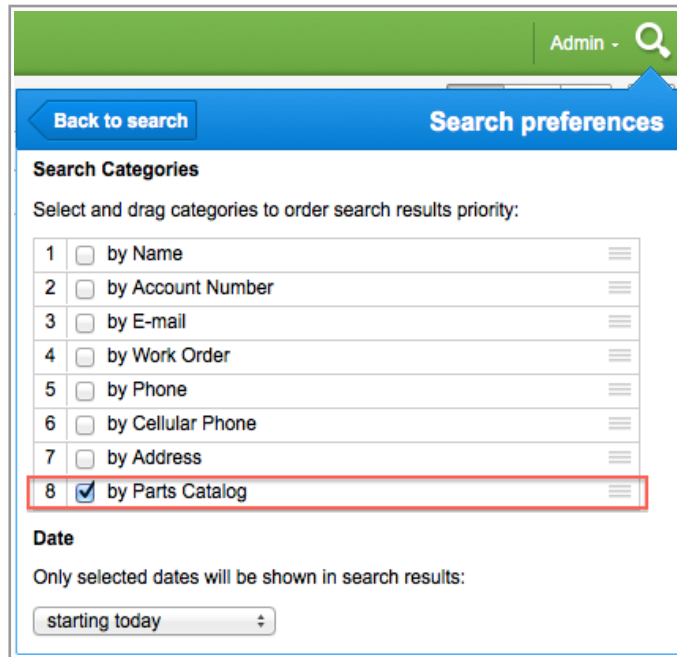 Admin
Back to search
Search preferences
Search Categories
Select and drag categories to order search results priority:
1 by Name
2 by Account Number
3 by E-mail
4 by Work Order
5 by Phone
6 by Cellular Phone
7 by Address
8 by Parts Catalog
Date
Only selected dates will be shown in search results:
starting today